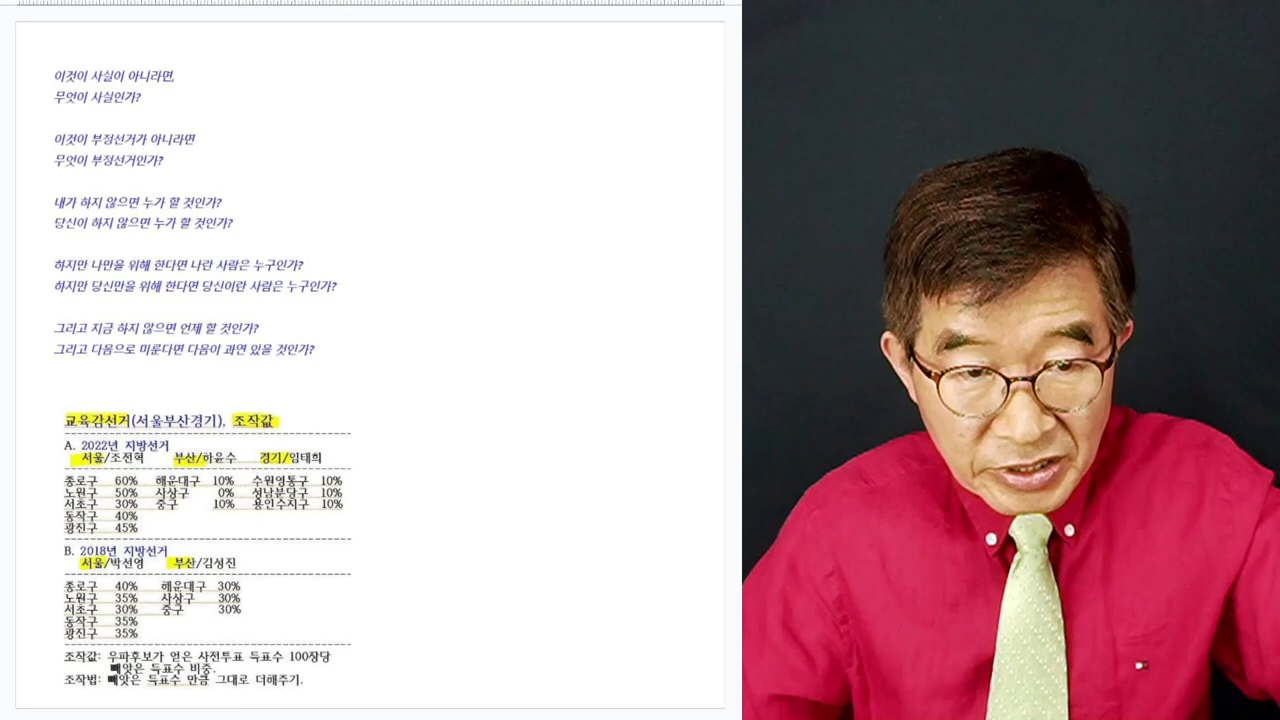 이것이 사실이 아니라면,
무엇이 사실인가?
이것이 부정선거가 아니라면
무엇이 부정선거인가?
내가 하지 않으면 누가 할 것인가?
당신이 하지 않으면 누가 할 것인가?
하지만 나만을 위해 한다면 나란 사람은 누구인가?
하지만 당신만을 위해 한다면 당신이란 사람은 누구인가?
그리고 지금 하지 않으면 언제 할 것인가?
그리고 다음으로 미룬다면 다음이 과연 있을 것인가?
교육감선거(서울부산경기), 조작값
A. 2022년 지방선거
서울/조전혁 부산/하윤수 경기/임태희
종로구 60% 해운대구 10% 수원영통구 10%
노원구 50% 사상구 0% 성남분당구 10%
서초구 30% 중구 10% 용인수지구 10%
동작구 40%
광진구 45%
B. 2018년 지방선거
서울/박선영 부산/김성진
종로구 40% 해운대구 30%
노원구 35% 사상구 30%
서초구 30% 중구 30%
동작구 35%
광진구 35%
조작값: 우파후보가 얻은 사전투표 득표수 100장당
빼앗은 득표수 비중.
조작법: 빼앗은 득표수 만큼 그대로 더해주기.